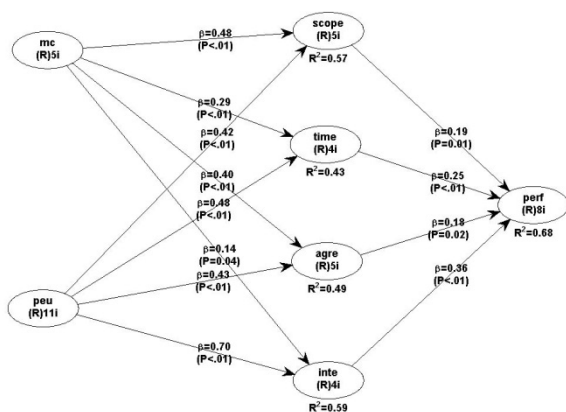 scope
(R)5i
R²=0.57
mc
(R)5i
β=0.48
(P<.01)
β=0.29
(P<.01)
β=0.42
(P<.01)
β=0.19
(P=0.01)
time
(R)4i
R²=0.43
β=0.40
(P<.01)
β=0.25
(P<.01)
β=0.48
(P<.01)
perf
(R)8i
R²=0.68
β=0.18
(P=0.02)
β=0.14
(P=0.04)
agre
(R)5i
R²=0.49
β=0.43
(P<.01)
β=0.36
(P<.01)
peu
(R)11i
β=0.70
(P<.01)
inte
(R)4i
R²=0.59